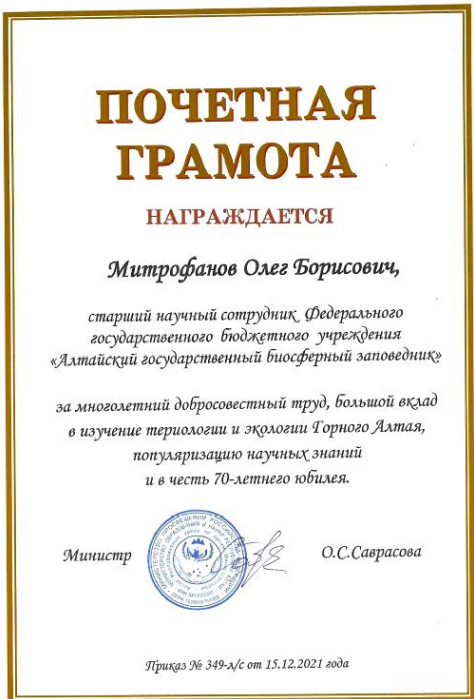 ПОЧЕТНАЯ
ГРАМОТА
НАГРАЖДАЕТСЯ
Митрофанов Олег Борисович,
старший научный сотрудник Федерального
государственного бюджетного учреждения
«Алтайский государственный биосферный заповедник»
за многолетний добросовестный труд, большой вклад
в изучение териологии и экологии Горного Алтая,
популяризацию научных знаний
и в честь 70-летнего юбилея.
Министр О.С.Саврасова
Приказ № 349-л/с от 15.12.2021 года